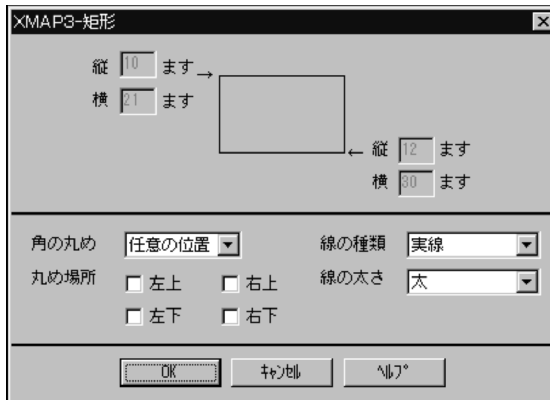 XMAP3-矩形
縦 10 ます→
横 21 ます
← 縦 12 ます
横 30 ます
角の丸め 任意の位置 線の種類 実線
丸め場所 左上 右上 線の太さ 太
左下 右下
OK ｷｬﾝｾﾙ ﾍﾙﾌﾟ